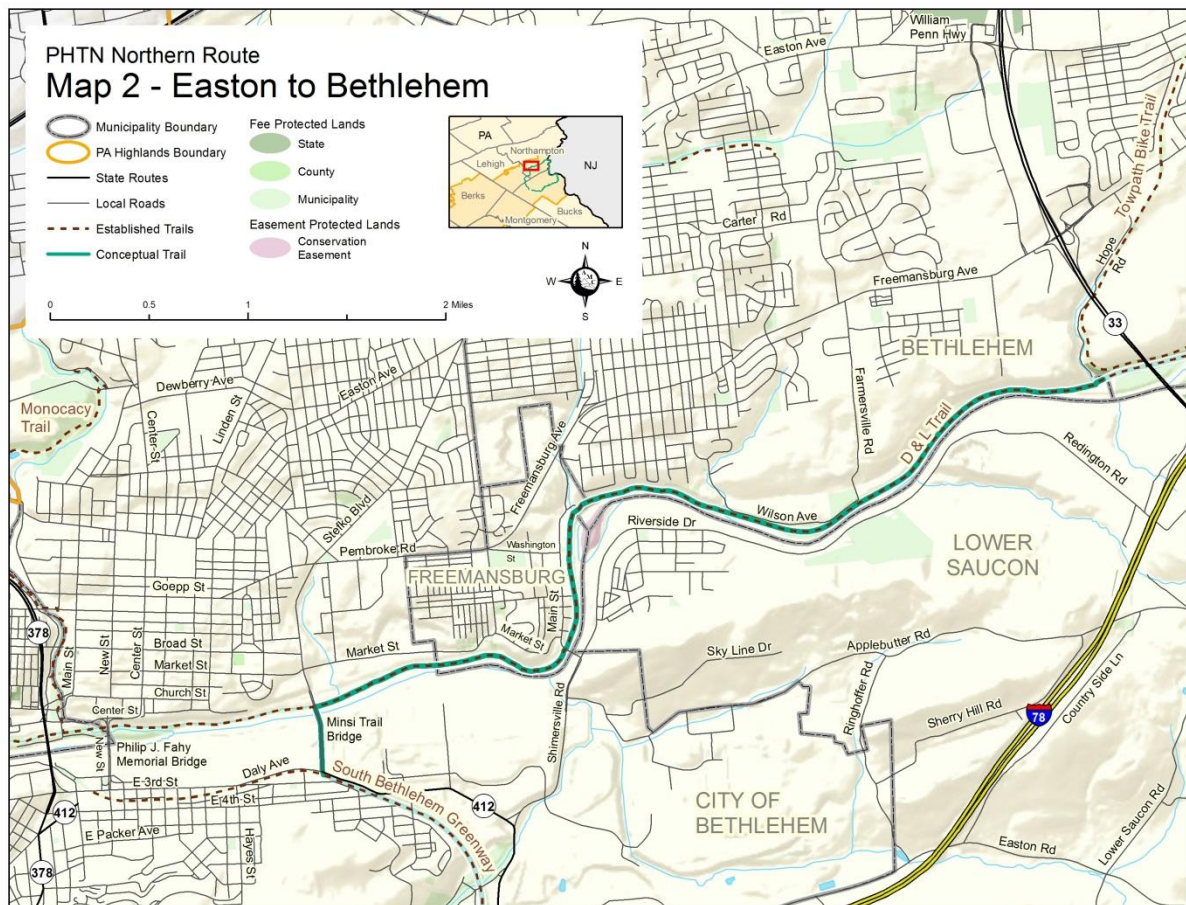 PHTN Northern Route
Map 2 - Easton to Bethlehem
Municipality Boundary
PA Highlands Boundary
State Routes
Local Roads
Established Trails
Conceptual Trail
Fee Protected Lands
State
County
Municipality
Easement Protected Lands
Conservation
Easement
0
0.5
1
2 Miles
PA
NJ
Northampton
Lehigh
Berks
Bucks
Montgomery
N
W
E
S
William
Penn Hwy
Easton Ave
Towpath Bike Trail
Carter Rd
Hope
Rd
Freemansburg Ave
33
BETHLEHEM
Dewberry Ave
Easton Ave
Monocacy
Trail
Center St
Linden St
Farmersville Rd
D & L Trail
Redington Rd
Freemansburg Ave
Stefko Blvd
Wilson Ave
Riverside Dr
Pembroke Rd
Washington
St
LOWER
SAUCON
FREEMANSBURG
Goepp St
Main St
378
Main St
New St
Center St
Broad St
Market St
Church St
Center St
Market St
Market St
Sky Line Dr
Applebutter Rd
Ringhoffer Rd
Sherry Hill Rd
Country Side Ln
78
Minsi Trail
Bridge
Shimersville Rd
Philip J. Fahy
Memorial Bridge
New St
Daly Ave
E 3rd St
E 4th St
South Bethlehem Greenway
412
412
E Packer Ave
Hayes St
378
CITY OF
BETHLEHEM
Easton Rd
Lower Saucon Rd